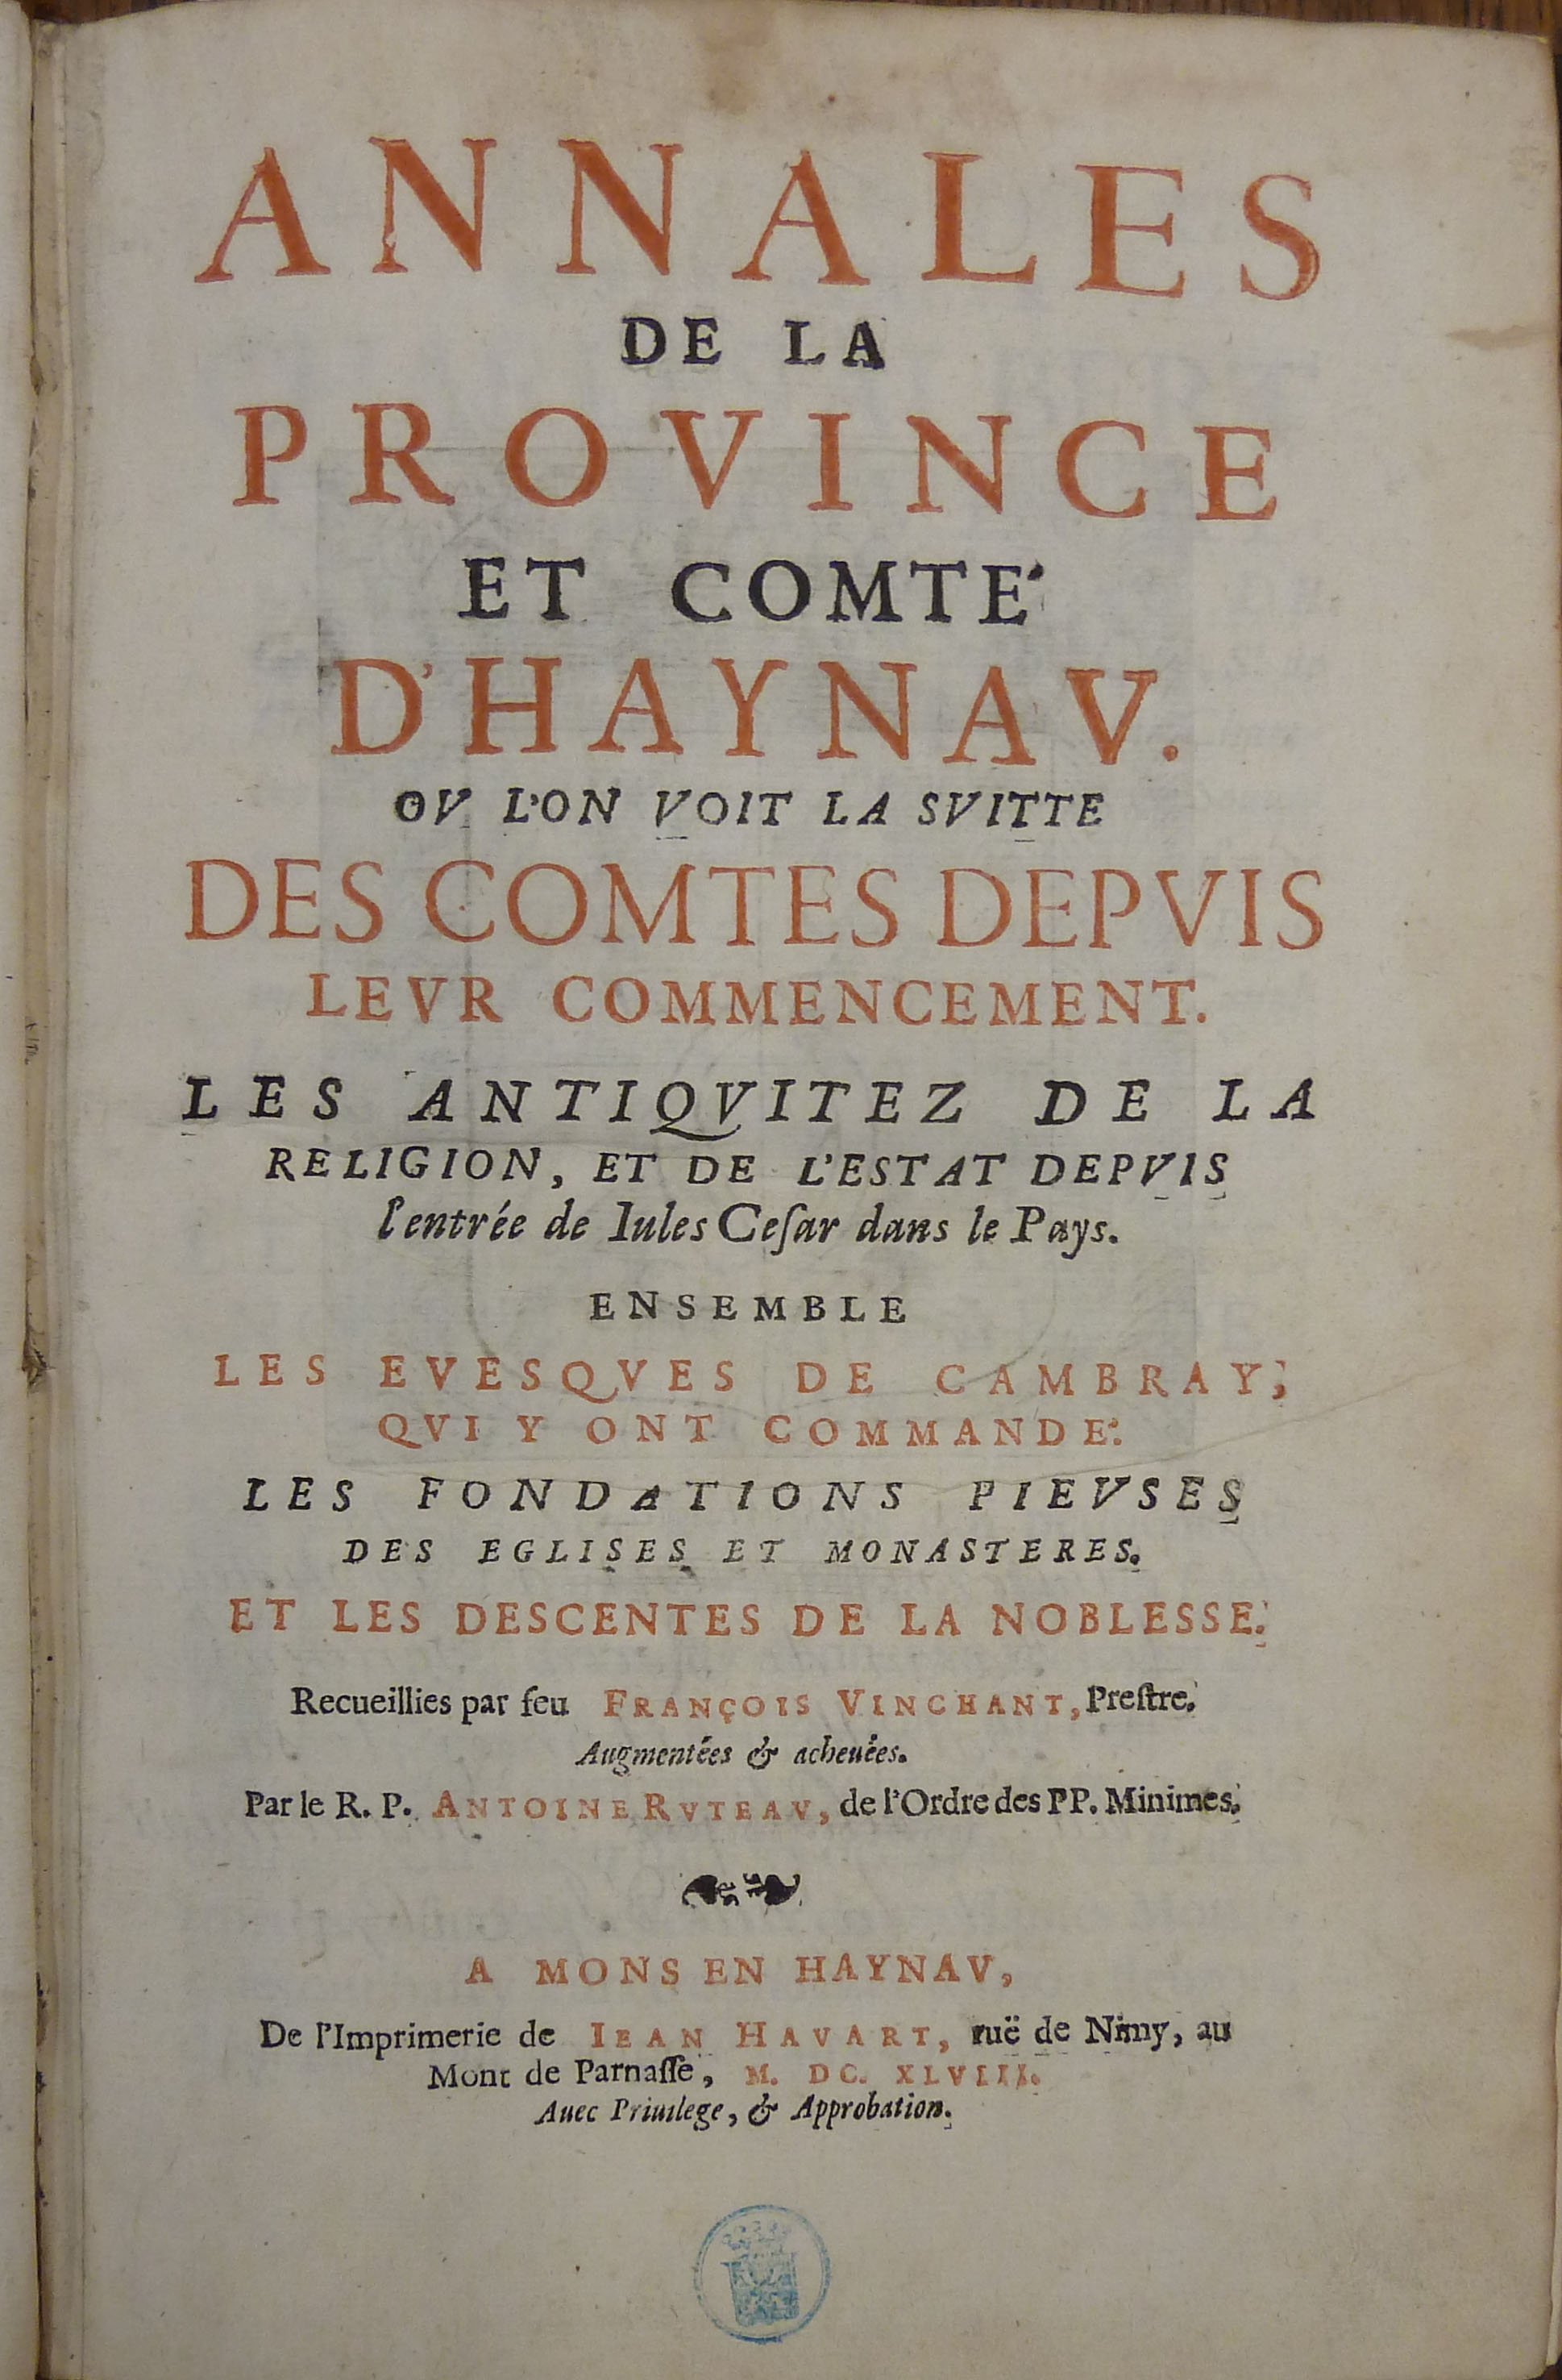 ANNALES
DE LA
PROVINCE
ET COMTE'
D'HAYNAV.
OV L'ON VOIT LA SVITTE
DES COMTES DEPVIS
LEVR COMMENCEMENT.
LES ANTIQVITEZ DE LA
RELIGION, ET DE L'ESTAT DEPVIS
l'entrée de Iules Ceſar dans le Pays.
ENSEMBLE
LES EVESQVES DE CAMBRAY,
QVI Y ONT COMMANDE'.
LES FONDATIONS PIEVSES
DES EGLISES ET MONASTERES.
ET LES DESCENTES DE LA NOBLESSE.
Recueillies par feu FRANÇOIS VINCHANT, Preſtre.
Augmentées & acheuées.
Par le R. P. ANTOINE RVTEAV, de l'Ordre des PP. Minimes.
A MONS EN HAYNAV,
De l'Imprimerie de IEAN HAVART, ruë de Nimy, au
Mont de Parnaſſe, M. DC. XLVIII.
Auec Priuilege, & Approbation.